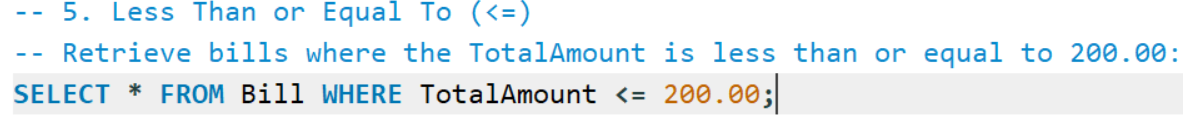 -- 5. Less Than or Equal To (<=)
-- Retrieve bills where the TotalAmount is less than or equal to 200.00:
SELECT * FROM Bill WHERE TotalAmount <= 200.00;